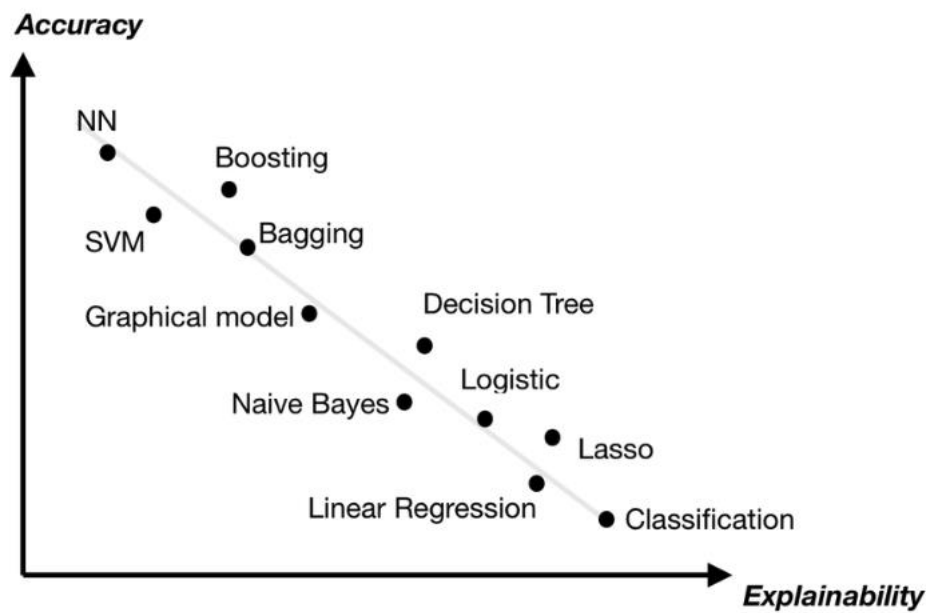 Accuracy
NN
Boosting
SVM
Bagging
Graphical model
Decision Tree
Logistic
Naive Bayes
Lasso
Linear Regression
Classification
Explainability